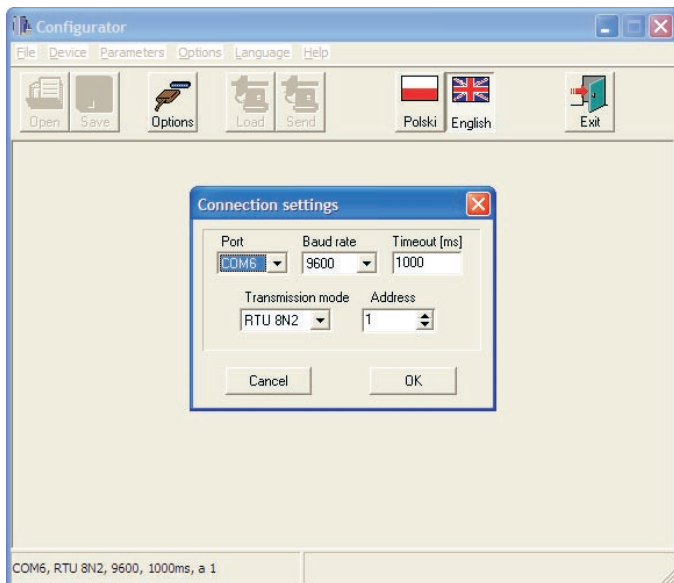 Configurator
File Device Parameters Options Language Help
Open Save Options Load Send Polski English Exit
Connection settings
Port Baud rate Timeout [ms]
COM6 9600 1000
Transmission mode Address
RTU 8N2 1
Cancel OK
COM6, RTU 8N2, 9600, 1000ms, a 1